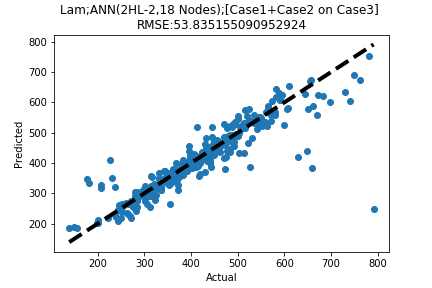 Lam;ANN(2HL-2,18 Nodes);[Case1+Case2 on Case3]
RMSE:53.835155090952924
800
700
600
500
400
300
200
Predicted
200 300 400 500 600 700 800
Actual